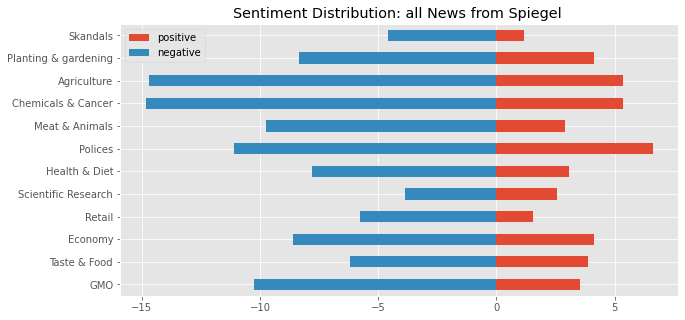 Sentiment Distribution: all News from Spiegel
positive
negative
Skandals
Planting & gardening
Agriculture
Chemicals & Cancer
Meat & Animals
Polices
Health & Diet
Scientific Research
Retail
Economy
Taste & Food
GMO
−15 −10 −5 0 5